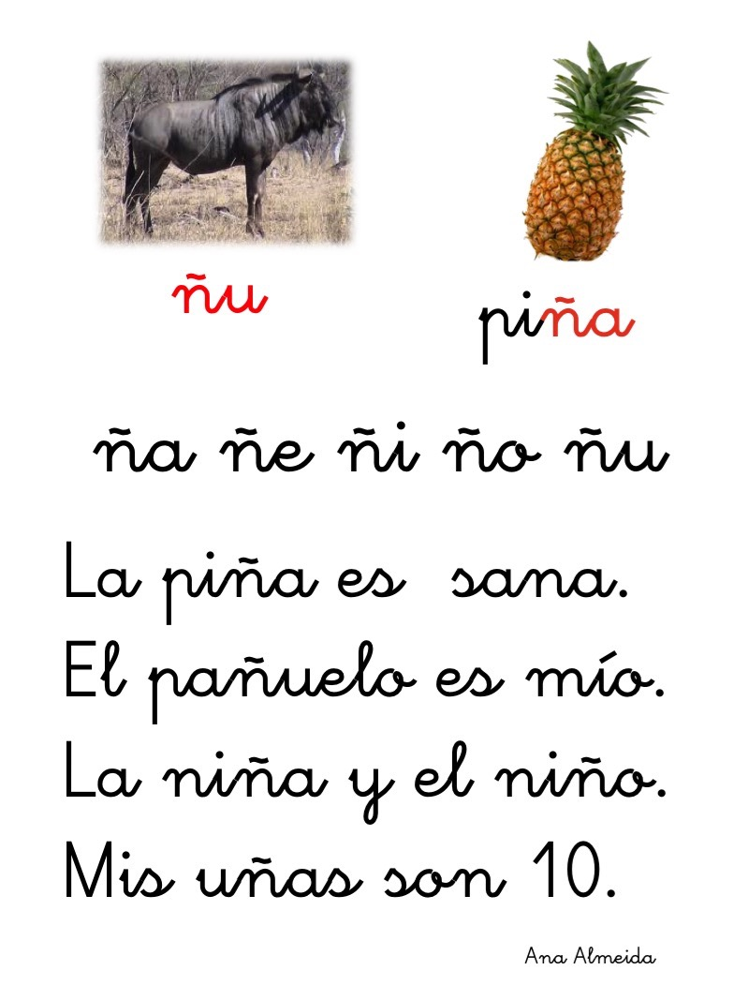 ñu
piña
ña ñe ñi ño ñu
La piña es sana.
El pañuelo es mío.
La niña y el niño.
Mis uñas son 10.
Ana Almeida